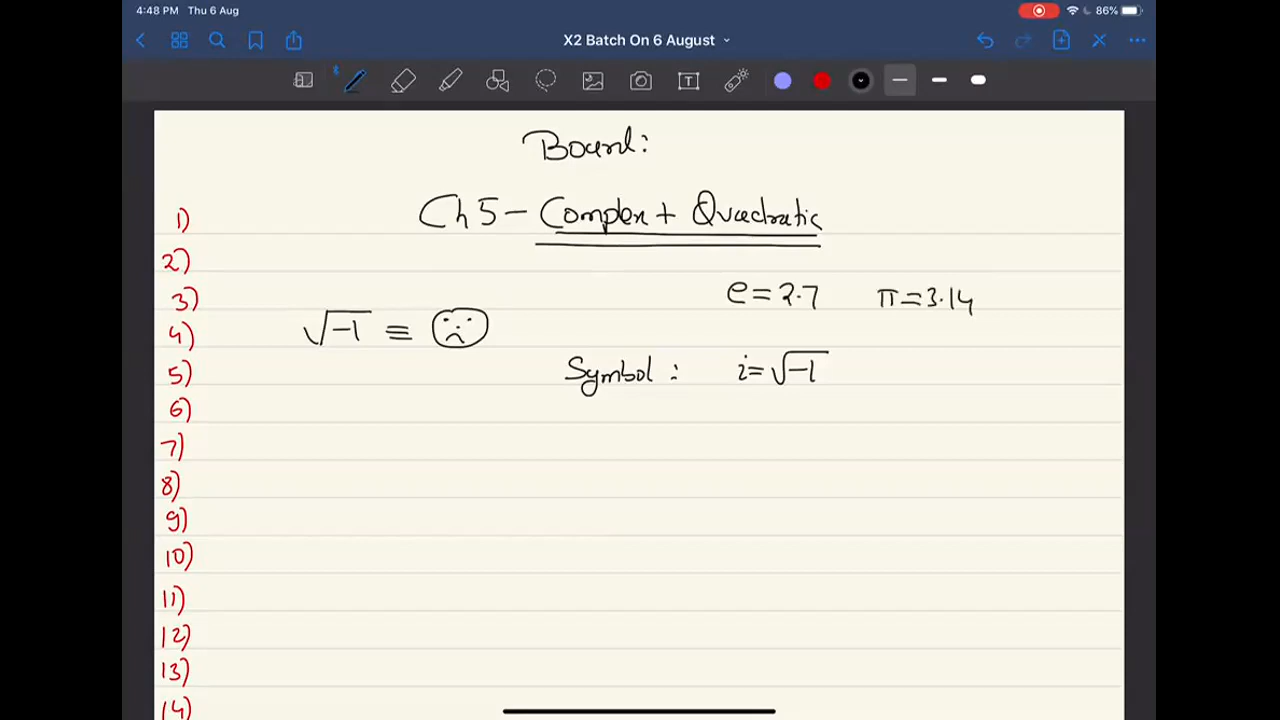 4:48 PM Thu 6 Aug
86%
X2 Batch On 6 August
T
Board:
Ch 5 - Complex + Quadratic
1)
2)
3)
e = 2.7 π = 3.14
4)
√-1 ≡ ☹
5)
Symbol : i = √-1
6)
7)
8)
9)
10)
11)
12)
13)
14)